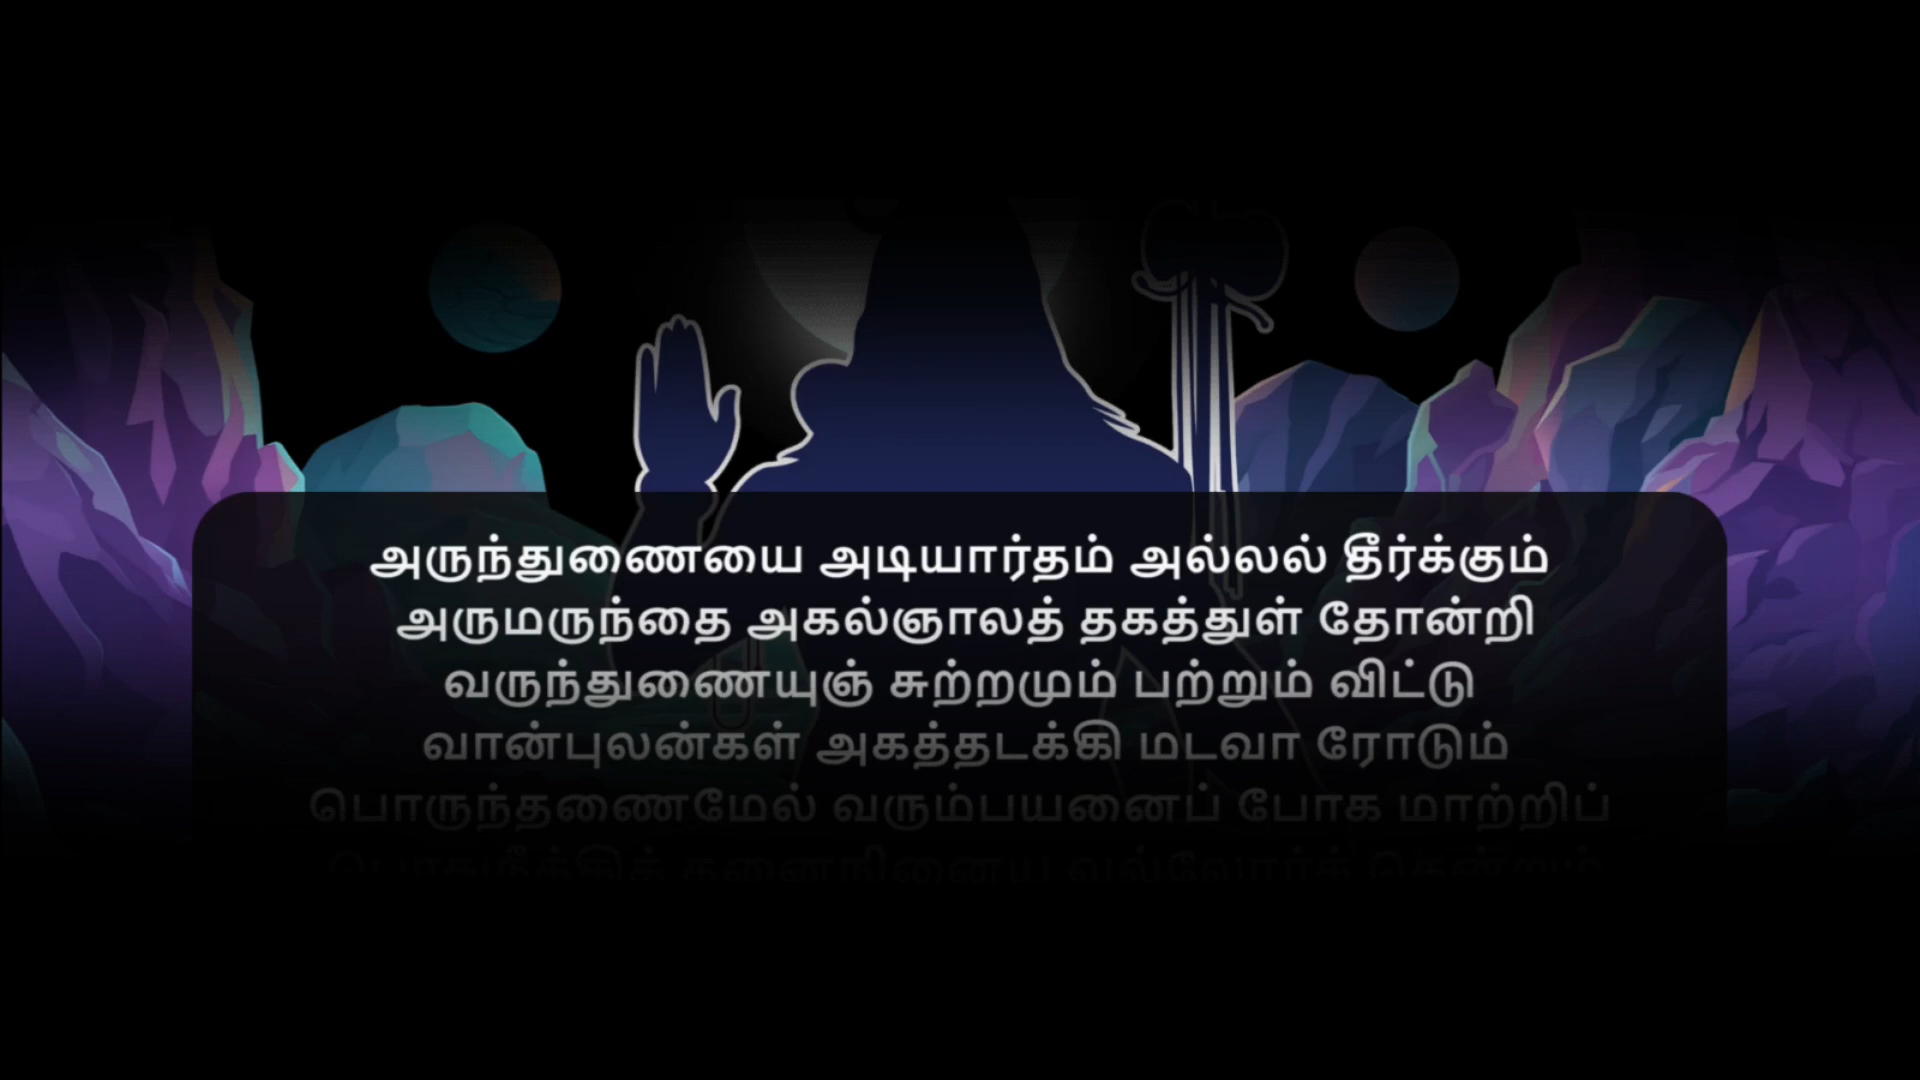 அருந்துணையை அடியார்தம் அல்லல் தீர்க்கும்
அருமருந்தை அகல்ஞாலத் தகத்துள் தோன்றி
வருந்துணையுஞ் சுற்றமும் பற்றும் விட்டு
வான்புலன்கள் அகத்தடக்கி மடவா ரோடும்
பொருந்தணைமேல் வரும்பயனைப் போக மாற்றிப்